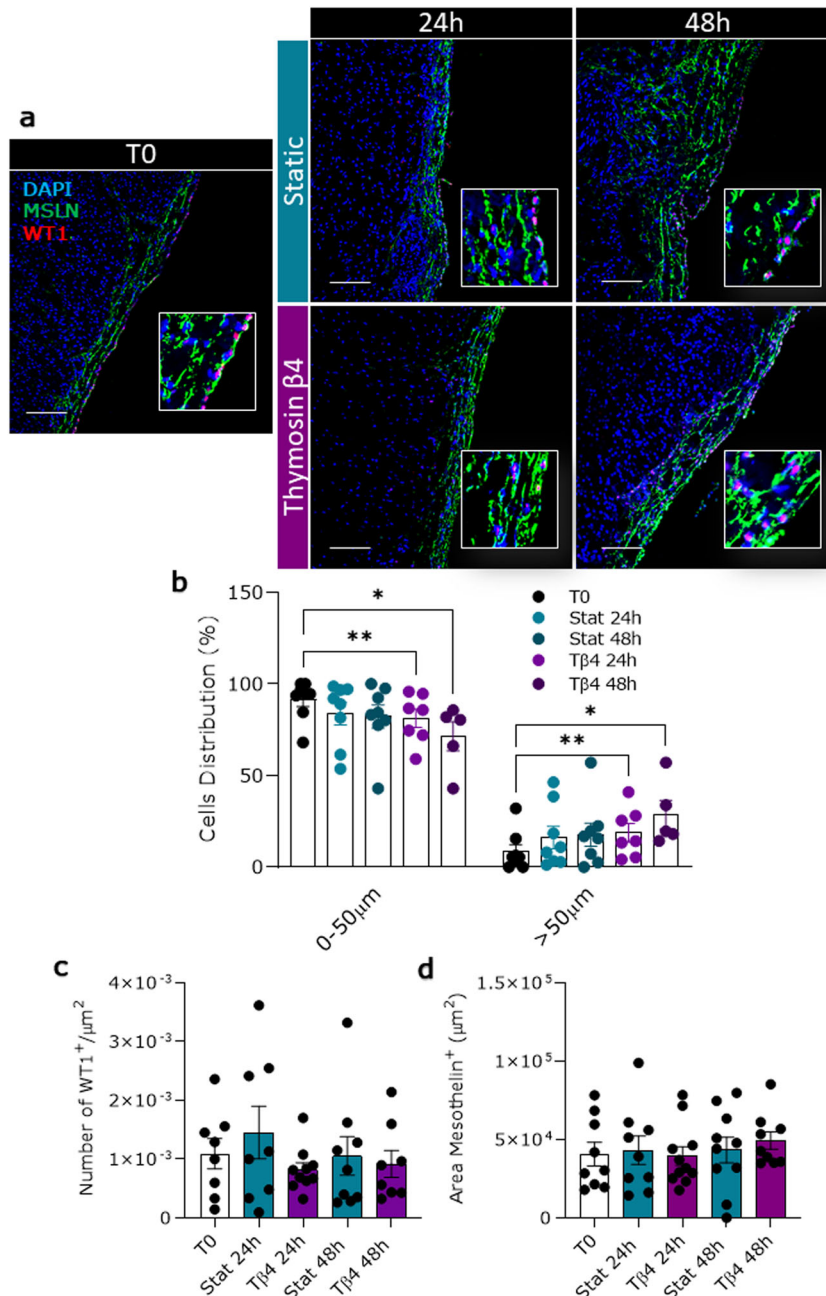 24h
48h
a
T0
Static
DAPI
MSLN
WT1
Thymosin β4
b
150
100
50
0
Cells Distribution (%)
*
**
*
**
T0
Stat 24h
Stat 48h
Tβ4 24h
Tβ4 48h
0-50μm
>50μm
c
4×10⁻³
3×10⁻³
2×10⁻³
1×10⁻³
0
Number of WT1⁺/μm²
T0
Stat 24h
Tβ4 24h
Stat 48h
Tβ4 48h
d
1.5×10⁵
1×10⁵
5×10⁴
0
Area Mesothelin⁺ (μm²)
T0
Stat 24h
Tβ4 24h
Stat 48h
Tβ4 48h